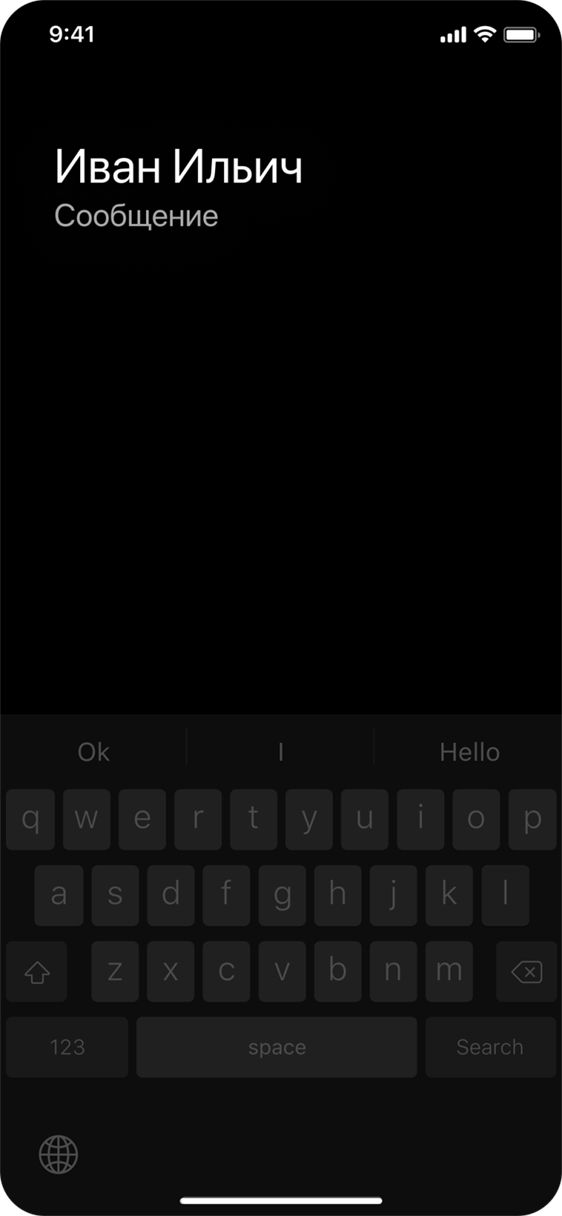 9:41
Иван Ильич
Сообщение
Ok I Hello
q w e r t y u i o p
a s d f g h j k l
z x c v b n m
123 space Search